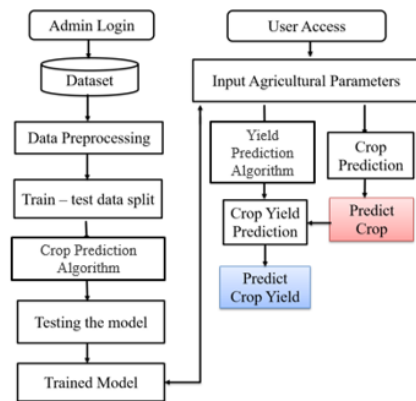 Admin Login
Dataset
Data Preprocessing
Train – test data split
Crop Prediction
Algorithm
Testing the model
Trained Model
User Access
Input Agricultural Parameters
Yield
Prediction
Algorithm
Crop
Prediction
Crop Yield
Prediction
Predict
Crop
Predict
Crop Yield